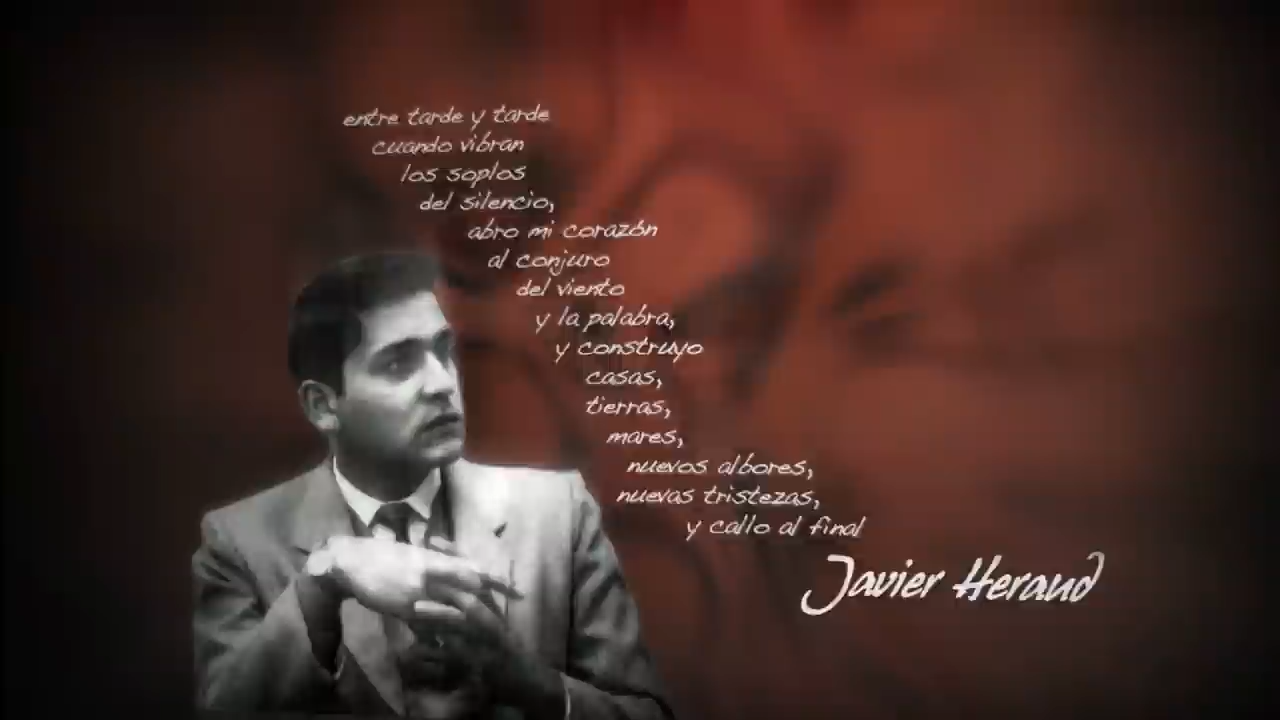 entre tarde y tarde
cuando vibran
los soplos
del silencio,
abro mi corazón
al conjuro
del viento
y la palabra,
y construyo
casas,
tierras,
mares,
nuevos albores,
nuevas tristezas,
y callo al final
Javier Heraud